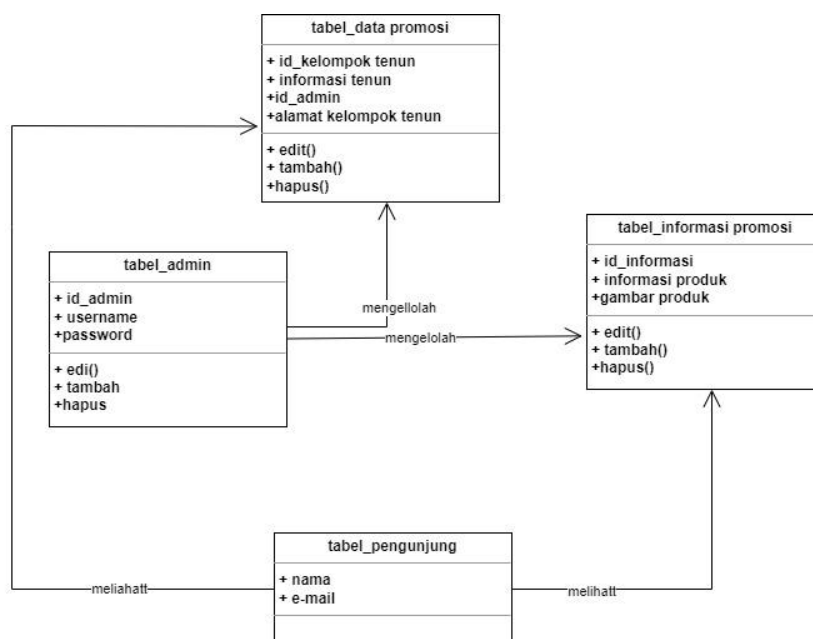 tabel_data promosi
+ id_kelompok tenun
+ informasi tenun
+id_admin
+alamat kelompok tenun
+ edit()
+ tambah()
+hapus()
tabel_informasi promosi
+ id_informasi
+ informasi produk
+gambar produk
+ edit()
+ tambah()
+hapus()
tabel_admin
+ id_admin
+ username
+password
+ edi()
+ tambah
+hapus
mengellolah
mengelolah
tabel_pengunjung
+ nama
+ e-mail
meliahatt
melihatt